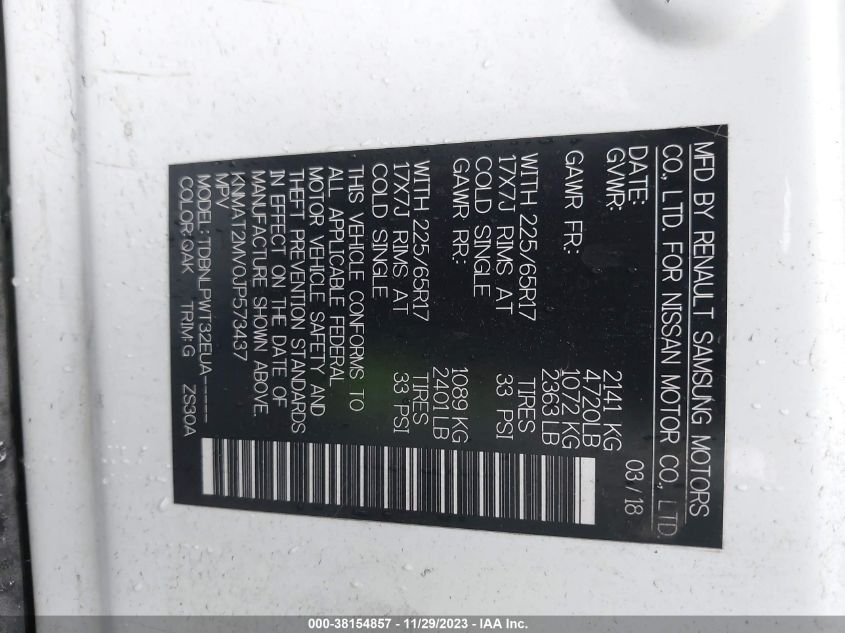 MFD BY RENAULT SAMSUNG MOTORS
CO., LTD. FOR NISSAN MOTOR CO., LTD.
DATE: 03/18
GVWR: 2141 KG
4720LB
GAWR FR: 1072 KG
2363 LB
WITH 225/65R17 TIRES
17X7J RIMS AT 33 PSI
COLD SINGLE
GAWR RR: 1089 KG
2401 LB
WITH 225/65R17 TIRES
17X7J RIMS AT 33 PSI
COLD SINGLE
THIS VEHICLE CONFORMS TO
ALL APPLICABLE FEDERAL
MOTOR VEHICLE SAFETY AND
THEFT PREVENTION STANDARDS
IN EFFECT ON THE DATE OF
MANUFACTURE SHOWN ABOVE.
KNMAT2MV0JP573437
MPV
MODEL: TDBNLPWT32EUA-----
COLOR: QAK TRIM: G ZS30A
000-38154857 - 11/29/2023 - IAA Inc.